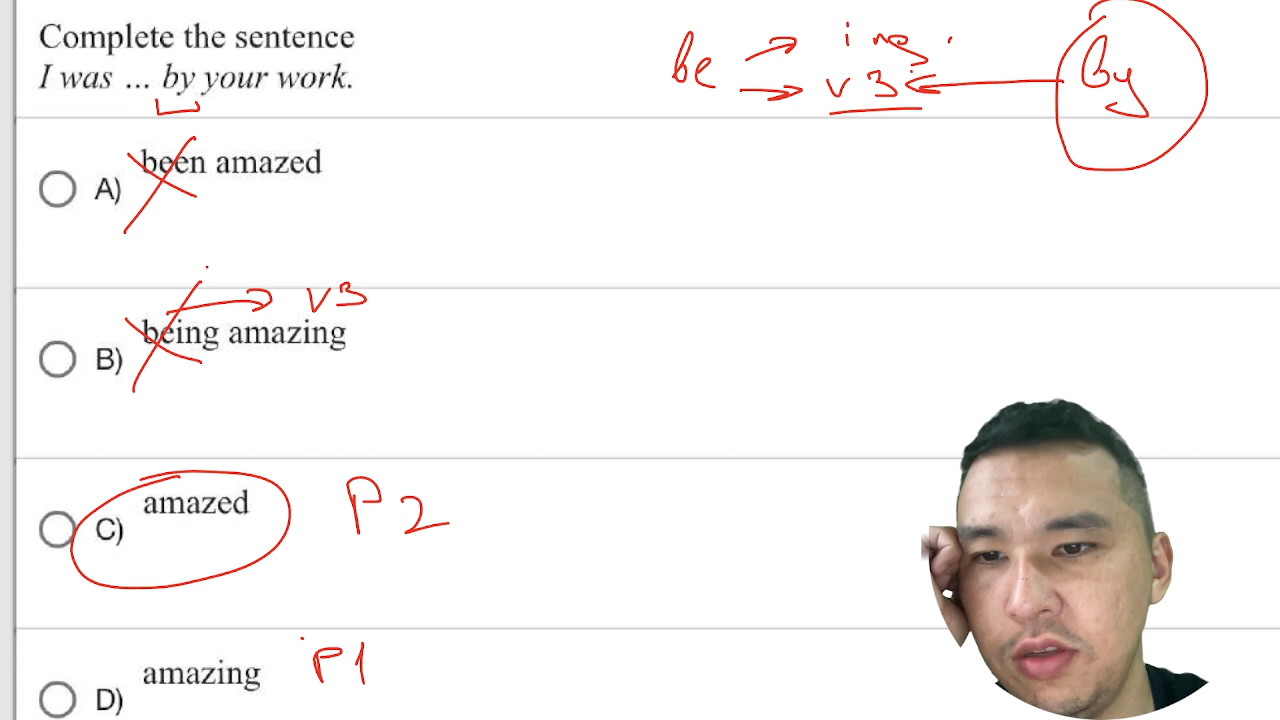 Complete the sentence
I was ... by your work.
be → ing.
→ v3 ← by
A) been amazed
→ v3
B) being amazing
C) amazed P2
D) amazing P1